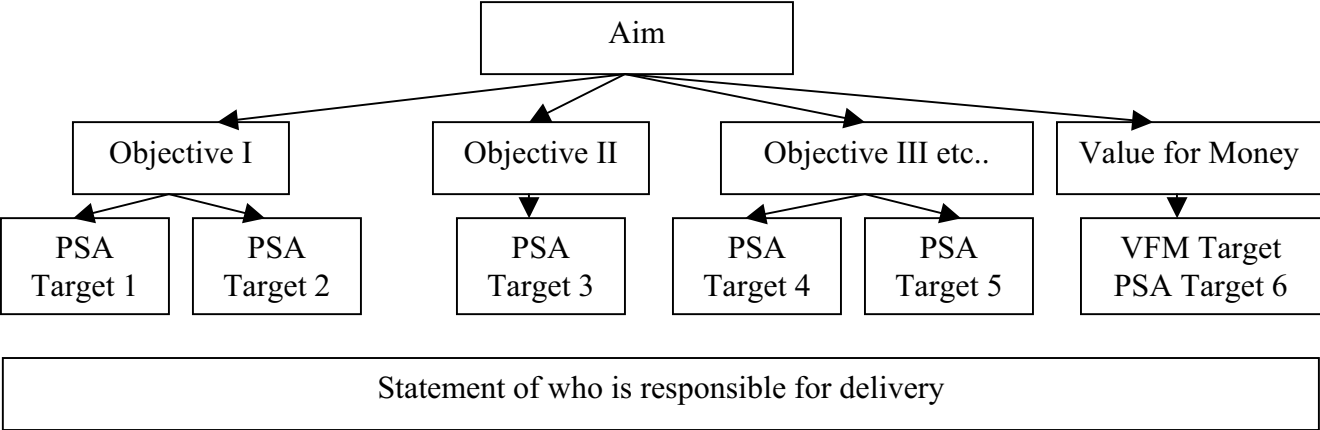 Aim
Objective I
Objective II
Objective III etc..
Value for Money
PSA
Target 1
PSA
Target 2
PSA
Target 3
PSA
Target 4
PSA
Target 5
VFM Target
PSA Target 6
Statement of who is responsible for delivery